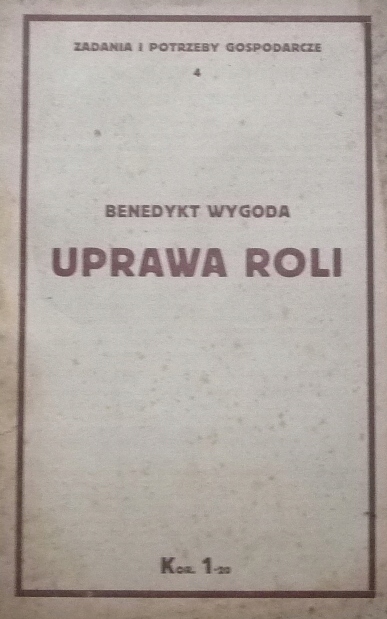 ZADANIA I POTRZEBY GOSPODARCZE
4
BENEDYKT WYGODA
UPRAWA ROLI
KOR. 1·20